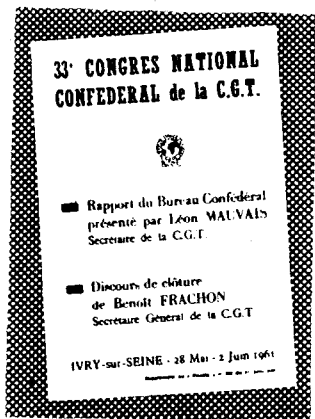 33e CONGRES NATIONAL
CONFEDERAL de la C.G.T.
Rapport du Bureau Confédéral
présenté par Léon MAUVAIS
Secrétaire de la C.G.T.
Discours de clôture
de Benoît FRACHON
Secrétaire Général de la C.G.T
IVRY-sur-SEINE - 28 Mai - 2 Juin 1961